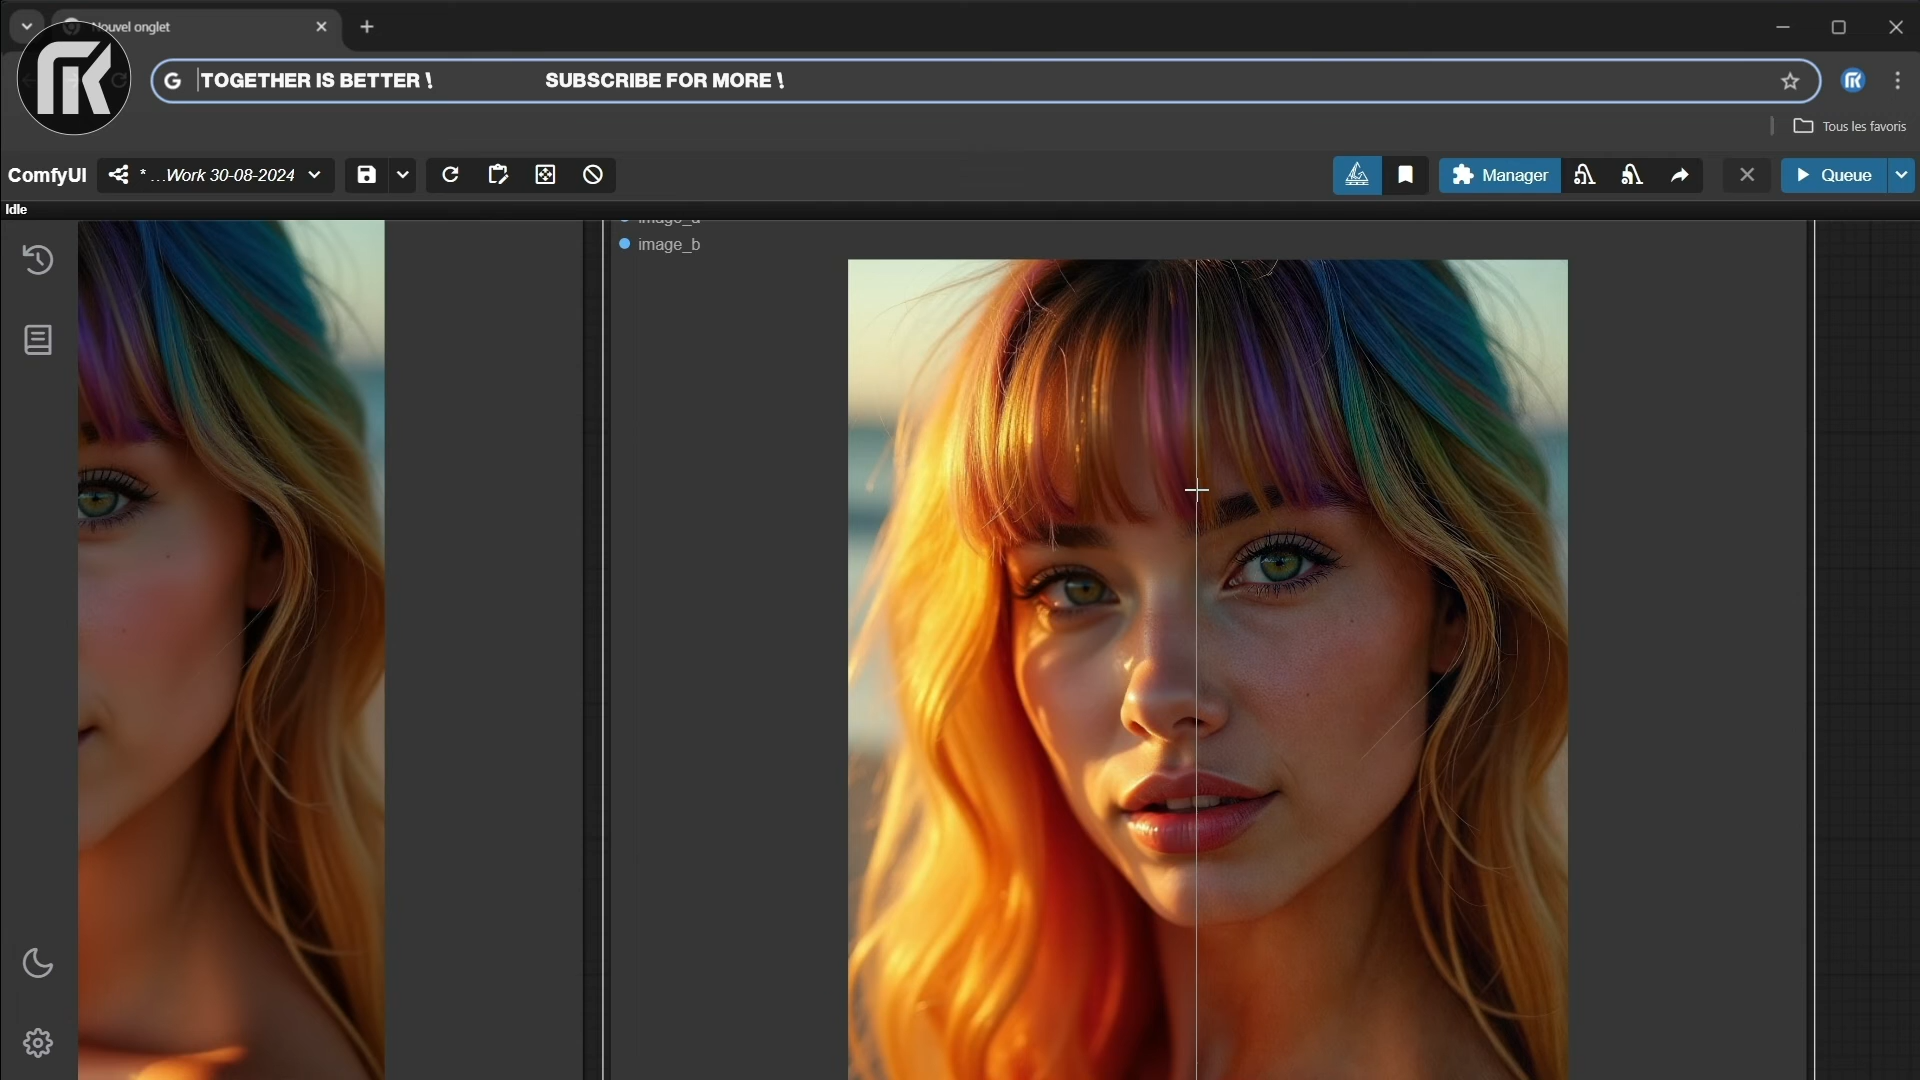 Nouvel onglet
TOGETHER IS BETTER ! SUBSCRIBE FOR MORE !
Tous les favoris
ComfyUI * ...Work 30-08-2024 Manager Queue
Idle
image_a
image_b